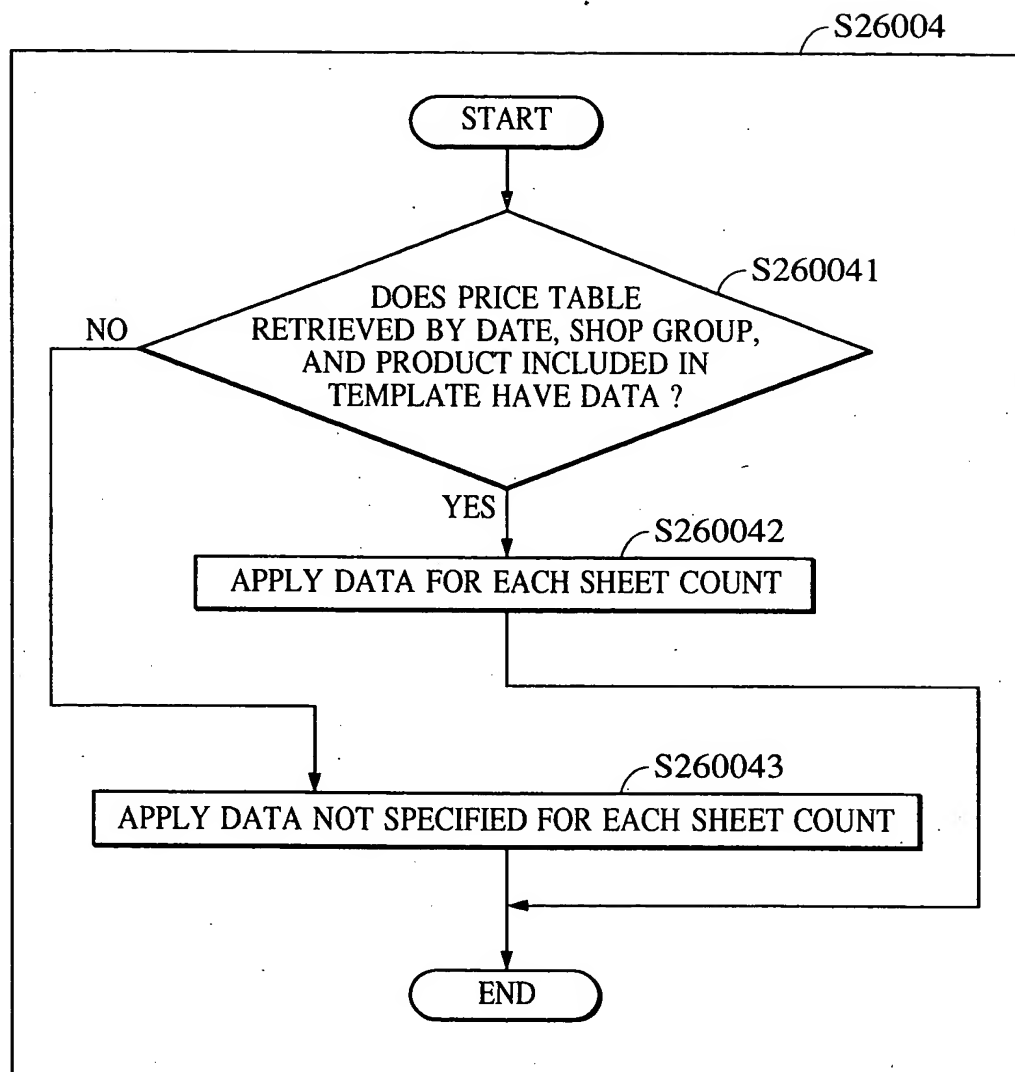 S26004
START
S260041
DOES PRICE TABLE
RETRIEVED BY DATE, SHOP GROUP,
AND PRODUCT INCLUDED IN
TEMPLATE HAVE DATA ?
NO
YES
S260042
APPLY DATA FOR EACH SHEET COUNT
S260043
APPLY DATA NOT SPECIFIED FOR EACH SHEET COUNT
END